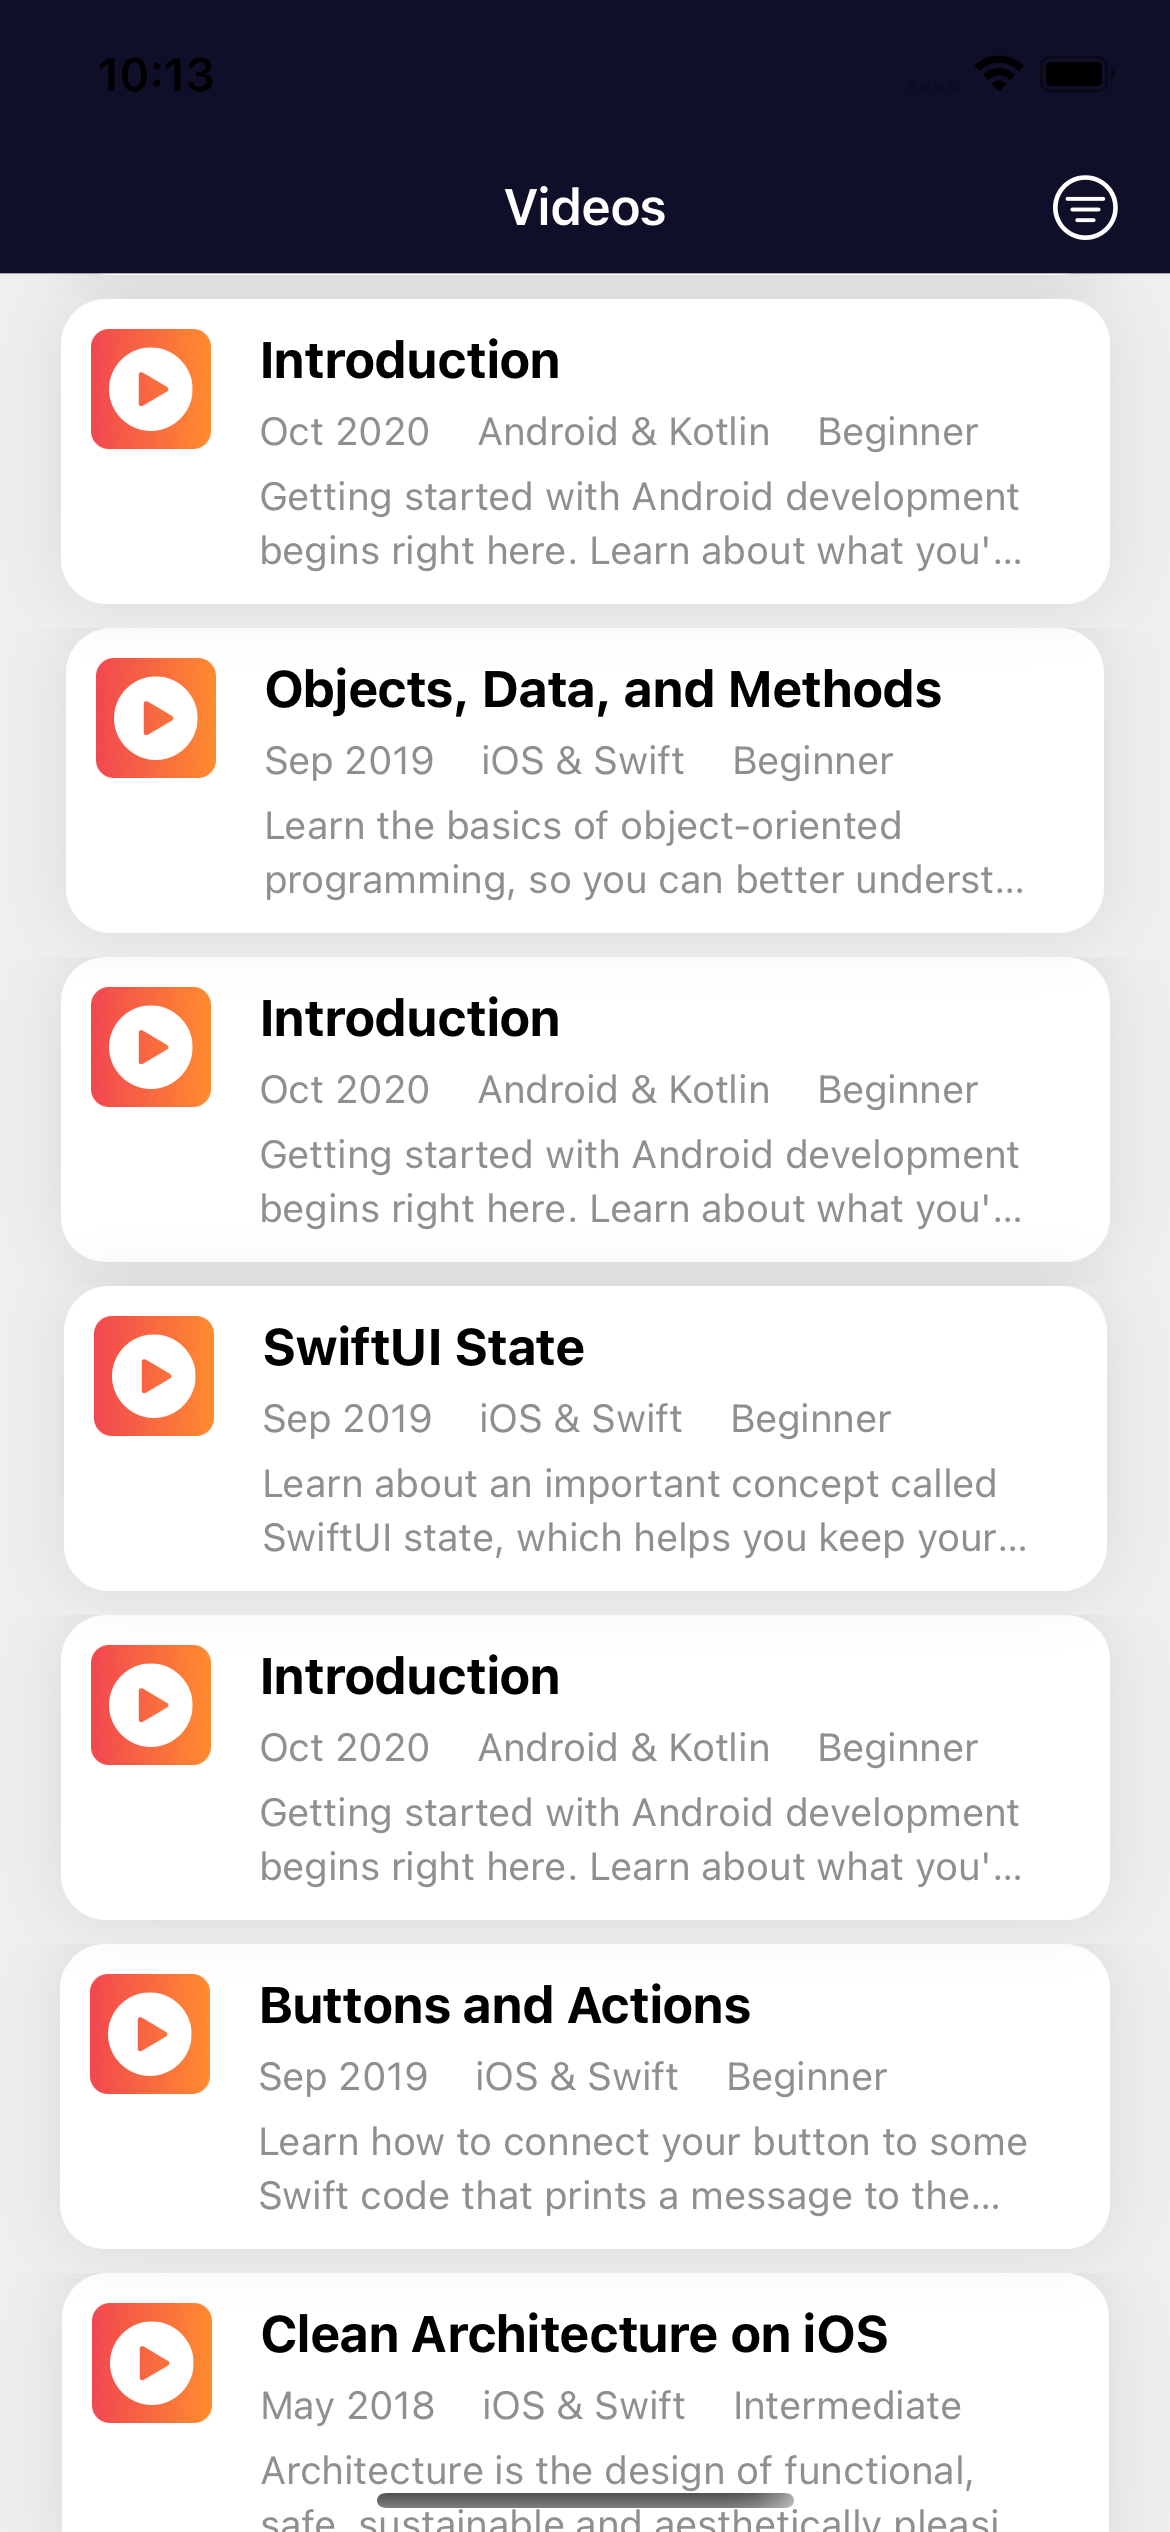 10:13
Videos
Introduction
Oct 2020 Android & Kotlin Beginner
Getting started with Android development
begins right here. Learn about what you'...
Objects, Data, and Methods
Sep 2019 iOS & Swift Beginner
Learn the basics of object-oriented
programming, so you can better underst...
Introduction
Oct 2020 Android & Kotlin Beginner
Getting started with Android development
begins right here. Learn about what you'...
SwiftUI State
Sep 2019 iOS & Swift Beginner
Learn about an important concept called
SwiftUI state, which helps you keep your...
Introduction
Oct 2020 Android & Kotlin Beginner
Getting started with Android development
begins right here. Learn about what you'...
Buttons and Actions
Sep 2019 iOS & Swift Beginner
Learn how to connect your button to some
Swift code that prints a message to the...
Clean Architecture on iOS
May 2018 iOS & Swift Intermediate
Architecture is the design of functional,
safe, sustainable and aesthetically pleasi